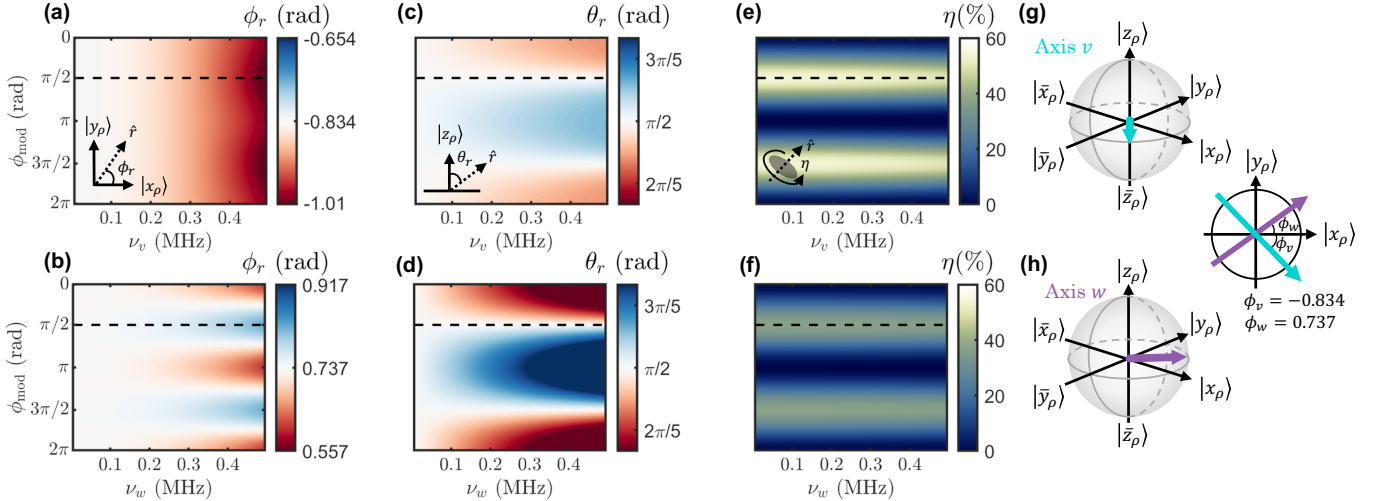 (a)
ϕ_r (rad)
-0.654
-0.834
-1.01
0
π/2
π
3π/2
2π
ϕ_mod (rad)
|y_ρ⟩
r̂
ϕ_r
|x_ρ⟩
0.1 0.2 0.3 0.4
ν_v (MHz)
(c)
θ_r (rad)
3π/5
π/2
2π/5
|z_ρ⟩
θ_r r̂
0.1 0.2 0.3 0.4
ν_v (MHz)
(e)
η(%)
60
40
20
0
r̂
η
0.1 0.2 0.3 0.4
ν_v (MHz)
(g)
Axis v
|z_ρ⟩
|x̄_ρ⟩
|y_ρ⟩
|ȳ_ρ⟩
|x_ρ⟩
|z̄_ρ⟩
|y_ρ⟩
ϕ_w
ϕ_v
|x_ρ⟩
ϕ_v = −0.834
ϕ_w = 0.737
(b)
ϕ_r (rad)
0.917
0.737
0.557
0
π/2
π
3π/2
2π
ϕ_mod (rad)
0.1 0.2 0.3 0.4
ν_w (MHz)
(d)
θ_r (rad)
3π/5
π/2
2π/5
0.1 0.2 0.3 0.4
ν_w (MHz)
(f)
η(%)
60
40
20
0
0.1 0.2 0.3 0.4
ν_w (MHz)
(h)
Axis w
|z_ρ⟩
|x̄_ρ⟩
|y_ρ⟩
|ȳ_ρ⟩
|x_ρ⟩
|z̄_ρ⟩